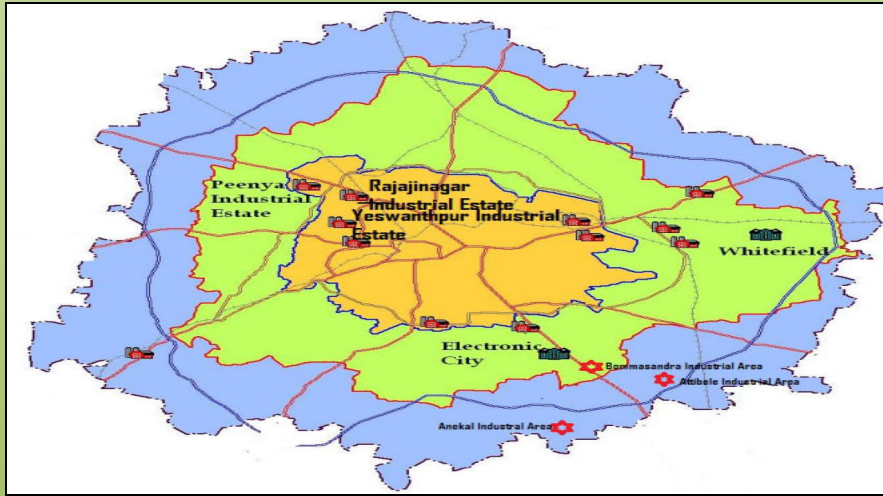 Peenya
Industrial
Estate
Rajajinagar
Industrial Estate
Yeswanthpur Industrial
Estate
Whitefield
Electronic
City
Bommasandra Industrial Area
Attibele Industrial Area
Anekal Industral Area